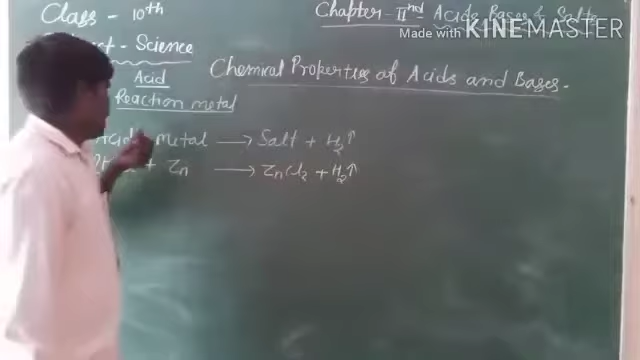 Class - 10th
Chapter - IInd Acids Bases & Salts
Made with KINEMASTER
- Science
Acid
Chemical Properties of Acids and Bases.
Reaction metal
Acid metal → Salt + H2↑
+ Zn → ZnCl2 + H2↑